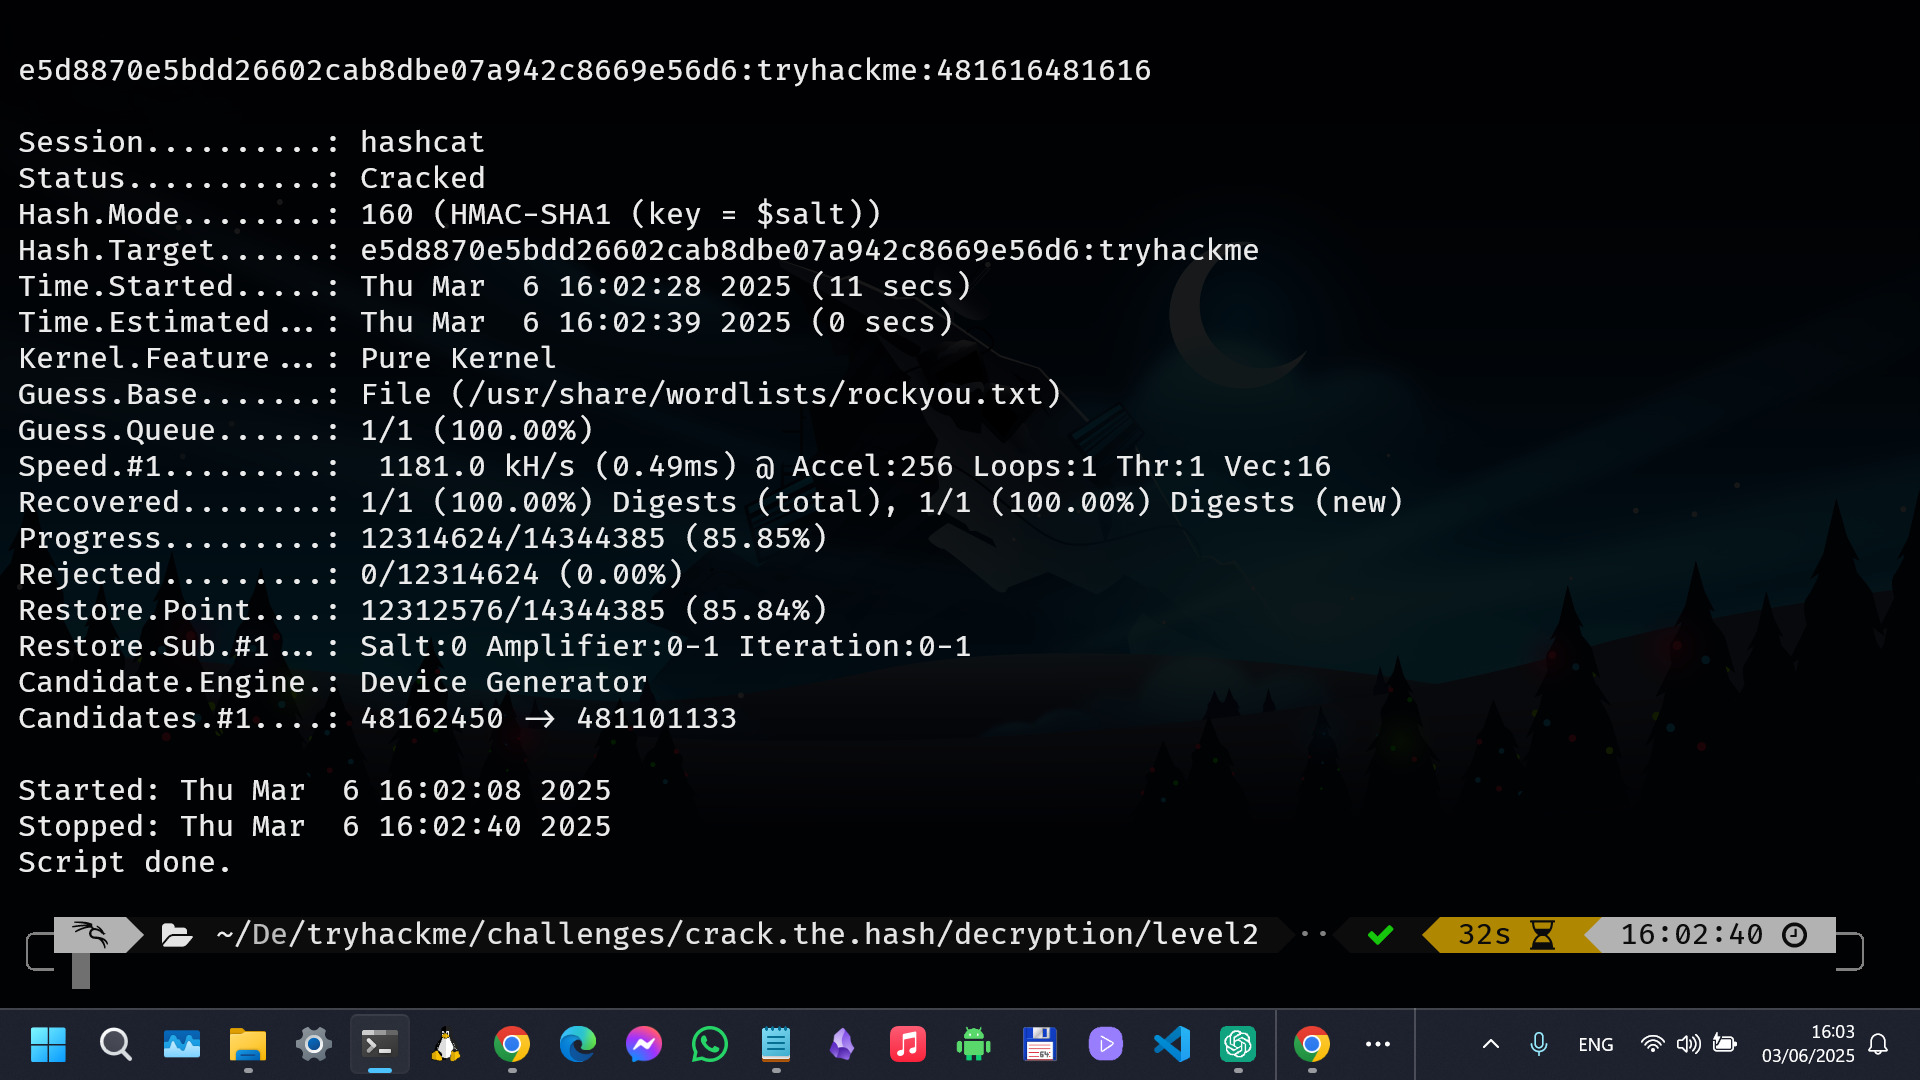 e5d8870e5bdd26602cab8dbe07a942c8669e56d6:tryhackme:481616481616
Session..........: hashcat
Status...........: Cracked
Hash.Mode........: 160 (HMAC-SHA1 (key = $salt))
Hash.Target......: e5d8870e5bdd26602cab8dbe07a942c8669e56d6:tryhackme
Time.Started.....: Thu Mar  6 16:02:28 2025 (11 secs)
Time.Estimated...: Thu Mar  6 16:02:39 2025 (0 secs)
Kernel.Feature...: Pure Kernel
Guess.Base.......: File (/usr/share/wordlists/rockyou.txt)
Guess.Queue......: 1/1 (100.00%)
Speed.#1.........:  1181.0 kH/s (0.49ms) @ Accel:256 Loops:1 Thr:1 Vec:16
Recovered........: 1/1 (100.00%) Digests (total), 1/1 (100.00%) Digests (new)
Progress.........: 12314624/14344385 (85.85%)
Rejected.........: 0/12314624 (0.00%)
Restore.Point....: 12312576/14344385 (85.84%)
Restore.Sub.#1...: Salt:0 Amplifier:0-1 Iteration:0-1
Candidate.Engine.: Device Generator
Candidates.#1....: 48162450 -> 481101133
Started: Thu Mar  6 16:02:08 2025
Stopped: Thu Mar  6 16:02:40 2025
Script done.
~/De/tryhackme/challenges/crack.the.hash/decryption/level2 ·· ✔ 32s 16:02:40
ENG 16:03
03/06/2025